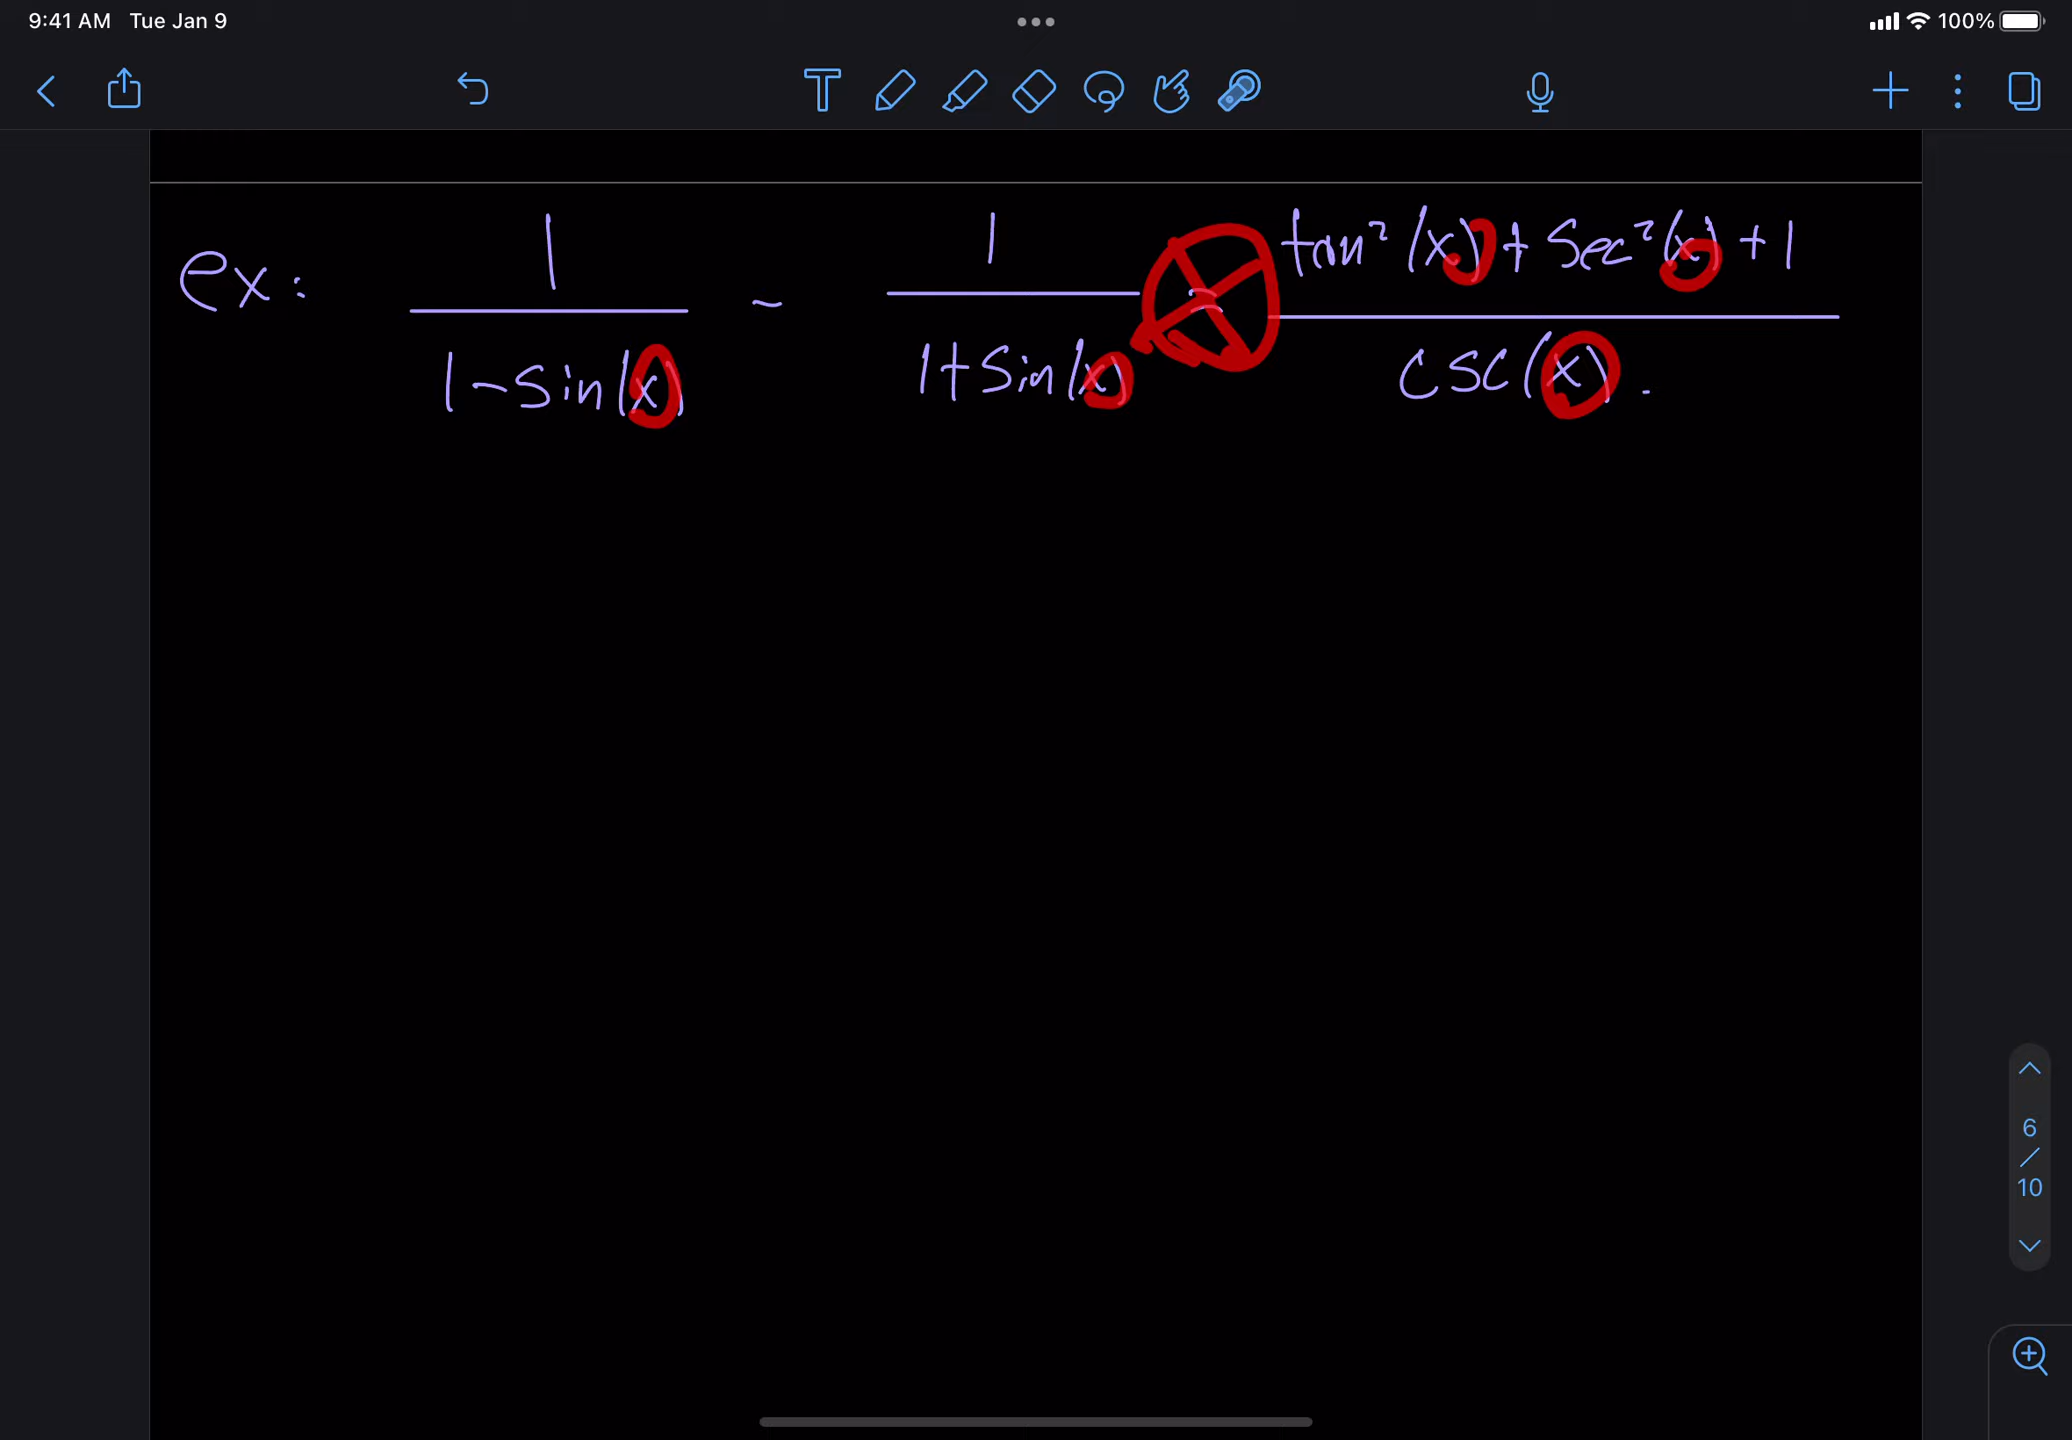 9:41 AM Tue Jan 9
100%
T
ex: 1/(1-sin(x)) - 1/(1+sin(x)) = (tan²(x) + sec²(x) + 1)/csc(x).
6
/
10